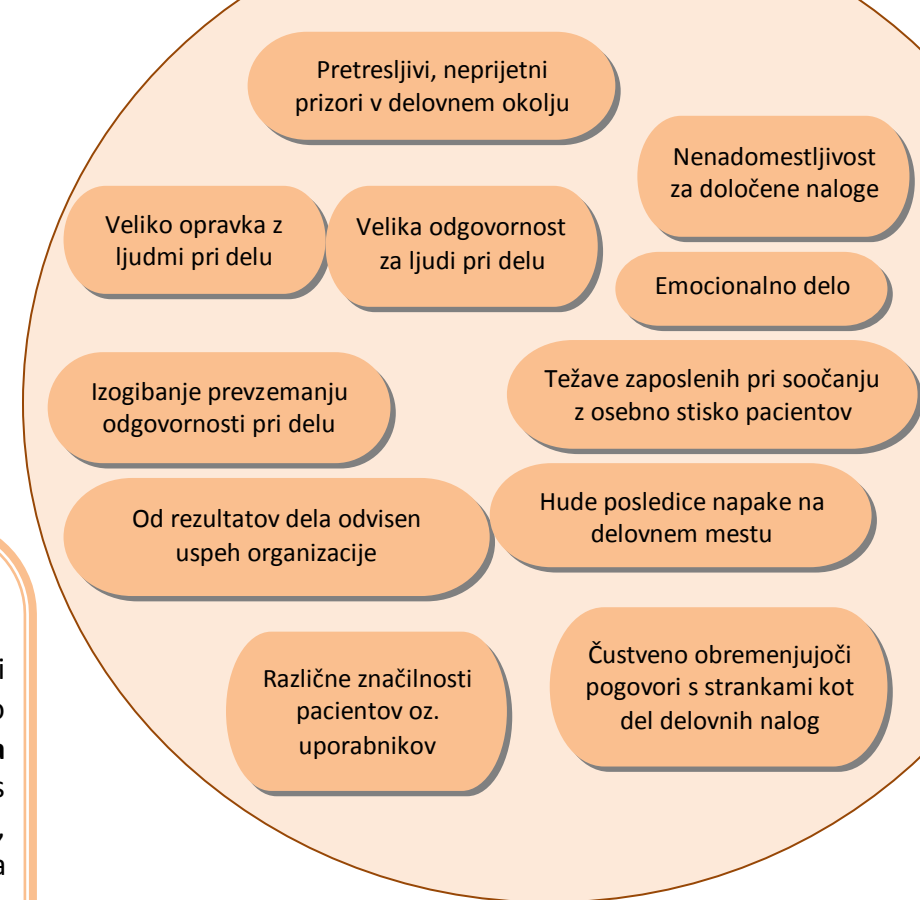 Pretresljivi, neprijetni
prizori v delovnem okolju
Nenadomestljivost
za določene naloge
Veliko opravka z
ljudmi pri delu
Velika odgovornost
za ljudi pri delu
Emocionalno delo
Izogibanje prevzemanju
odgovornosti pri delu
Težave zaposlenih pri soočanju
z osebno stisko pacientov
Od rezultatov dela odvisen
uspeh organizacije
Hude posledice napake na
delovnem mestu
Različne značilnosti
pacientov oz.
uporabnikov
Čustveno obremenjujoči
pogovori s strankami kot
del delovnih nalog